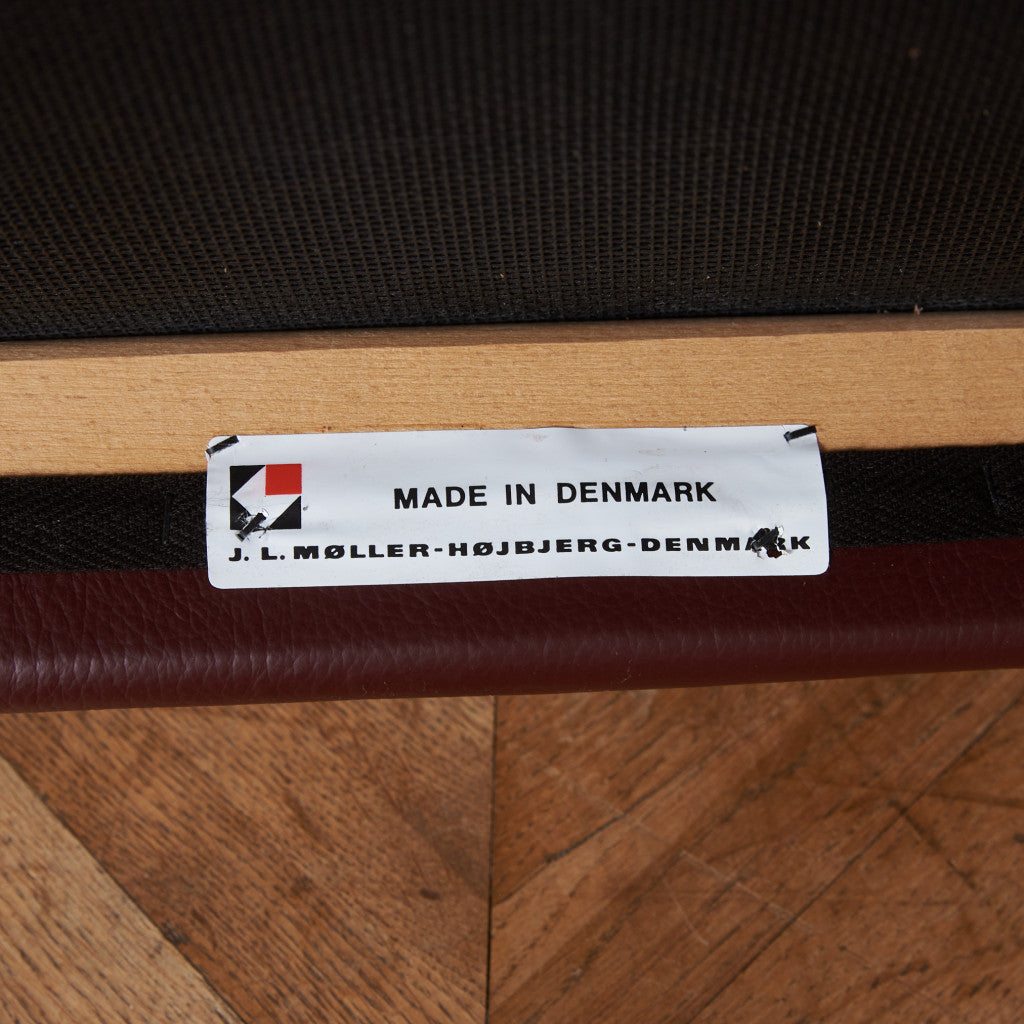 MADE IN DENMARK
J. L. MØLLER-HØJBJERG-DENMARK